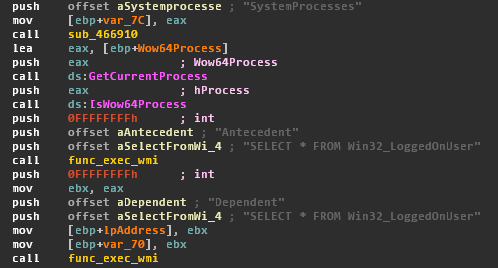 push offset aSystemprocesse ; "SystemProcesses"
mov [ebp+var_7C], eax
call sub_466910
lea eax, [ebp+Wow64Process]
push eax ; Wow64Process
call ds:GetCurrentProcess
push eax ; hProcess
call ds:IsWow64Process
push 0FFFFFFFFh ; int
push offset aAntecedent ; "Antecedent"
push offset aSelectFromWi_4 ; "SELECT * FROM Win32_LoggedOnUser"
call func_exec_wmi
push 0FFFFFFFFh ; int
mov ebx, eax
push offset aDependent ; "Dependent"
push offset aSelectFromWi_4 ; "SELECT * FROM Win32_LoggedOnUser"
mov [ebp+lpAddress], ebx
mov [ebp+var_70], ebx
call func_exec_wmi